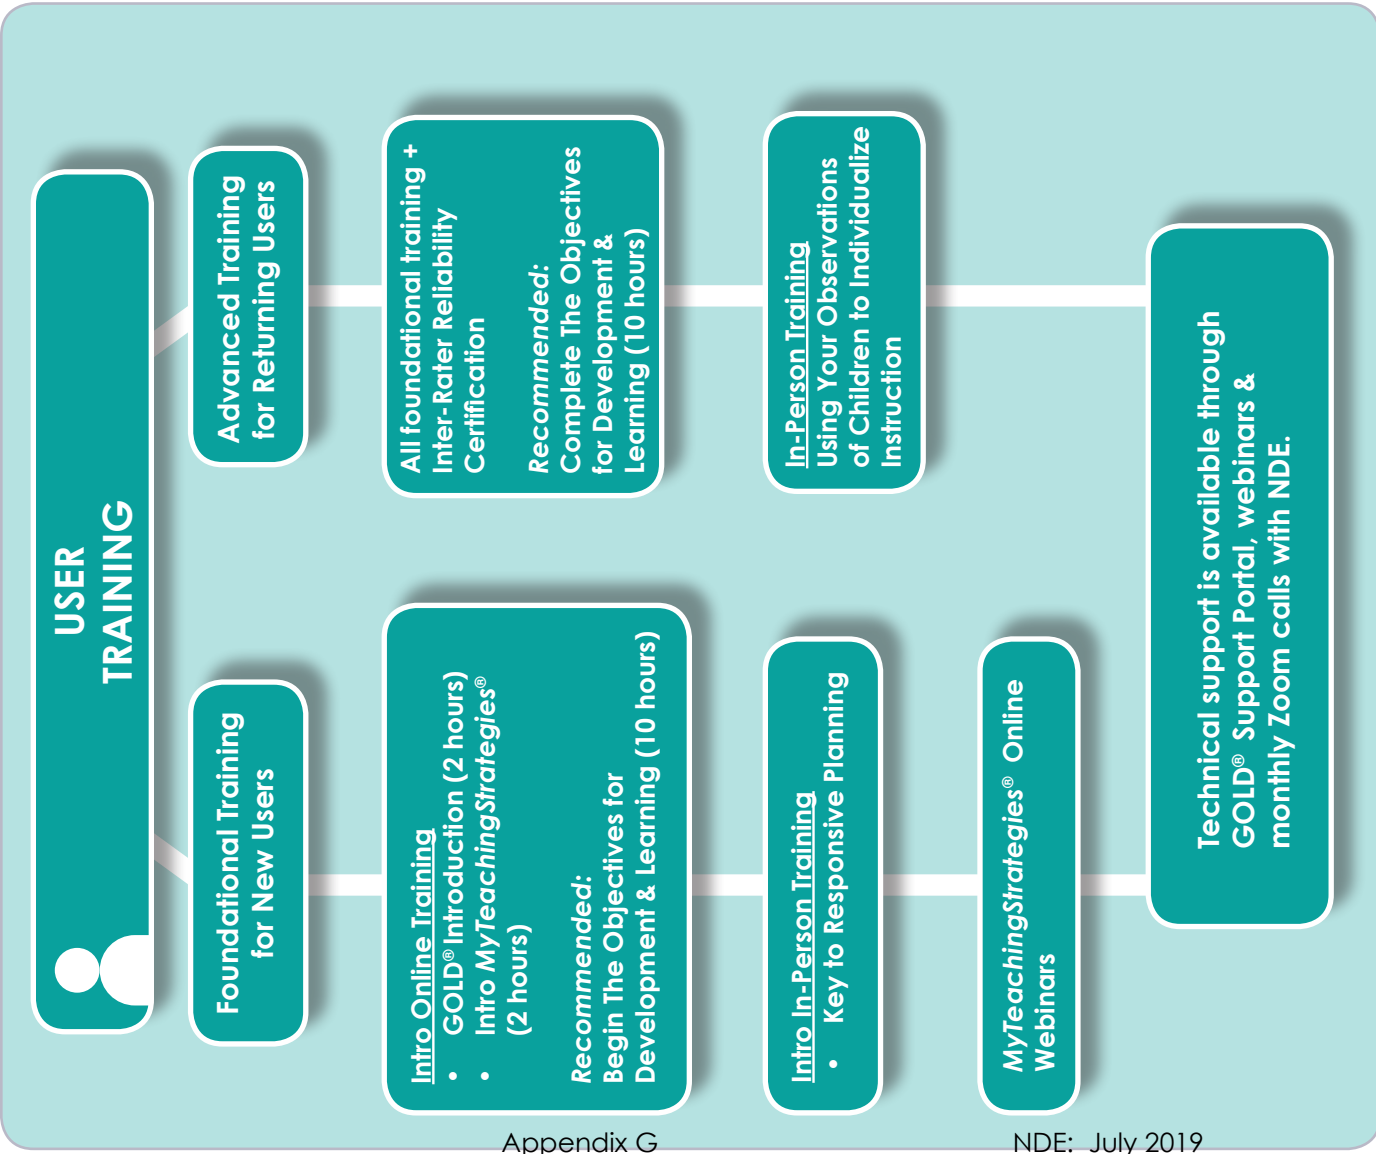 USER
TRAINING
Foundational Training
for New Users
Intro Online Training
• GOLD® Introduction (2 hours)
• Intro MyTeachingStrategies®
(2 hours)
Recommended:
Begin The Objectives for
Development & Learning (10 hours)
Intro In-Person Training
• Key to Responsive Planning
MyTeachingStrategies® Online
Webinars
Advanced Training
for Returning Users
All foundational training +
Inter-Rater Reliability
Certification
Recommended:
Complete The Objectives
for Development &
Learning (10 hours)
In-Person Training
Using Your Observations
of Children to Individualize
Instruction
Technical support is available through
GOLD® Support Portal, webinars &
monthly Zoom calls with NDE.
Appendix G
NDE: July 2019